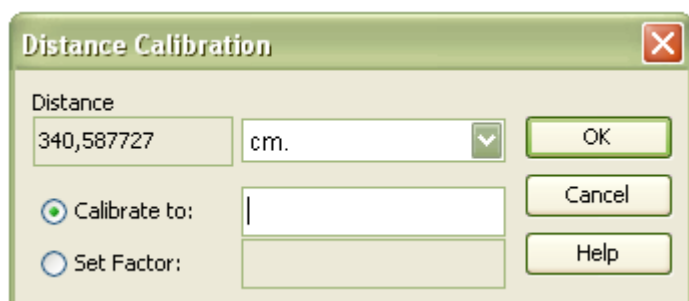 Distance Calibration
Distance
340,587727 cm. OK
Calibrate to: Cancel
Set Factor: Help